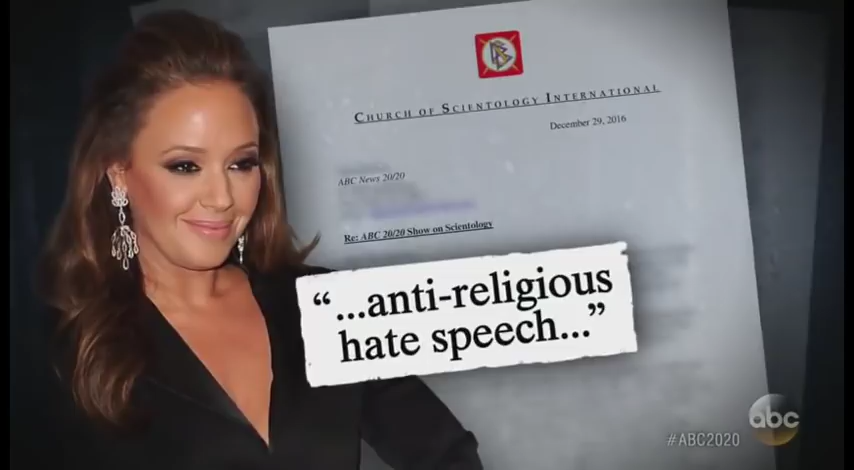 CHURCH OF SCIENTOLOGY INTERNATIONAL
December 29, 2016
ABC News 20/20
Re: ABC 20/20 Show on Scientology
“...anti-religious
hate speech...”
abc
#ABC2020